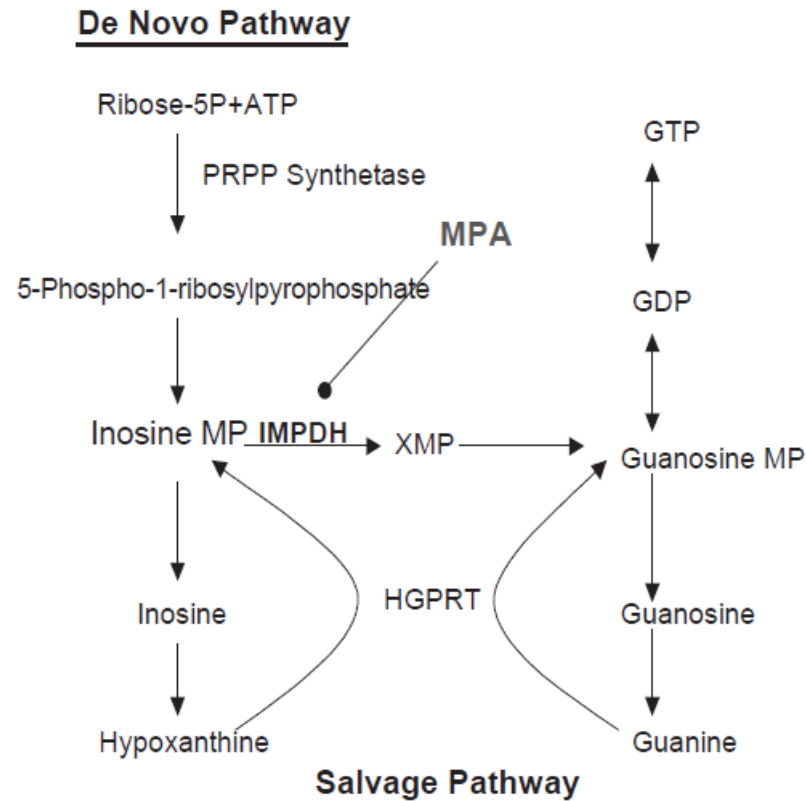 De Novo Pathway
Ribose-5P+ATP
GTP
PRPP Synthetase
MPA
5-Phospho-1-ribosylpyrophosphate
GDP
Inosine MP IMPDH XMP Guanosine MP
Inosine HGPRT Guanosine
Hypoxanthine Guanine
Salvage Pathway